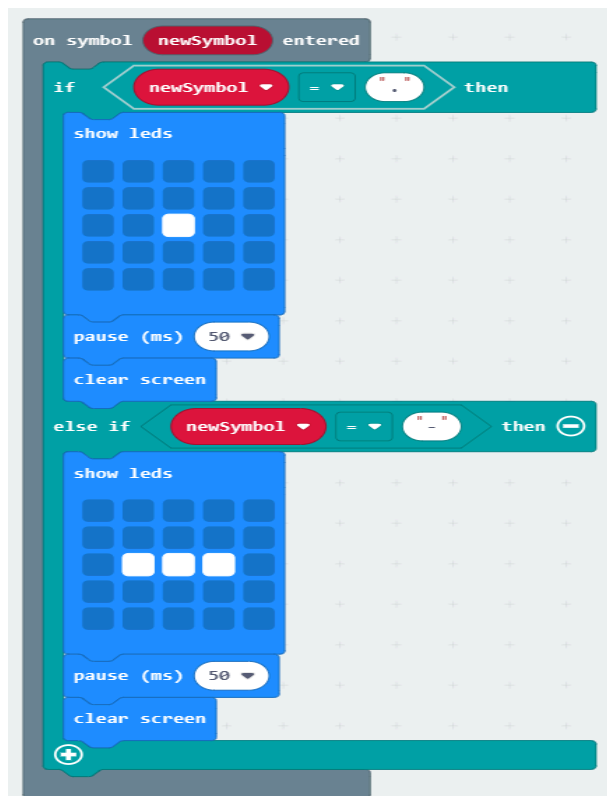 on symbol newSymbol entered
if newSymbol = "." then
show leds
pause (ms) 50
clear screen
else if newSymbol = "-" then
show leds
pause (ms) 50
clear screen